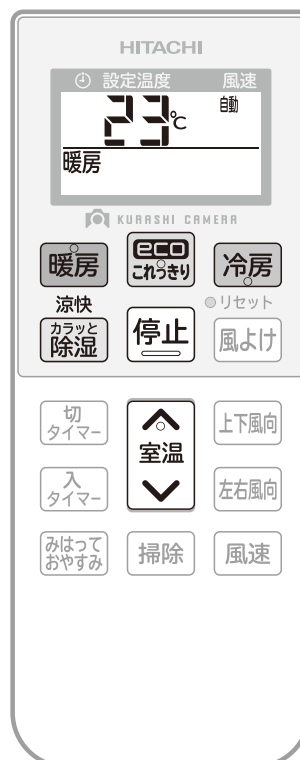 HITACHI
設定温度 風速
23℃ 自動
暖房
KURASHI CAMERA
暖房
eco
これっきり
冷房
涼快
カラッと
除湿
停止
リセット
風よけ
切
タイマー
室温
上下風向
入
タイマー
左右風向
みはって
おやすみ
掃除
風速